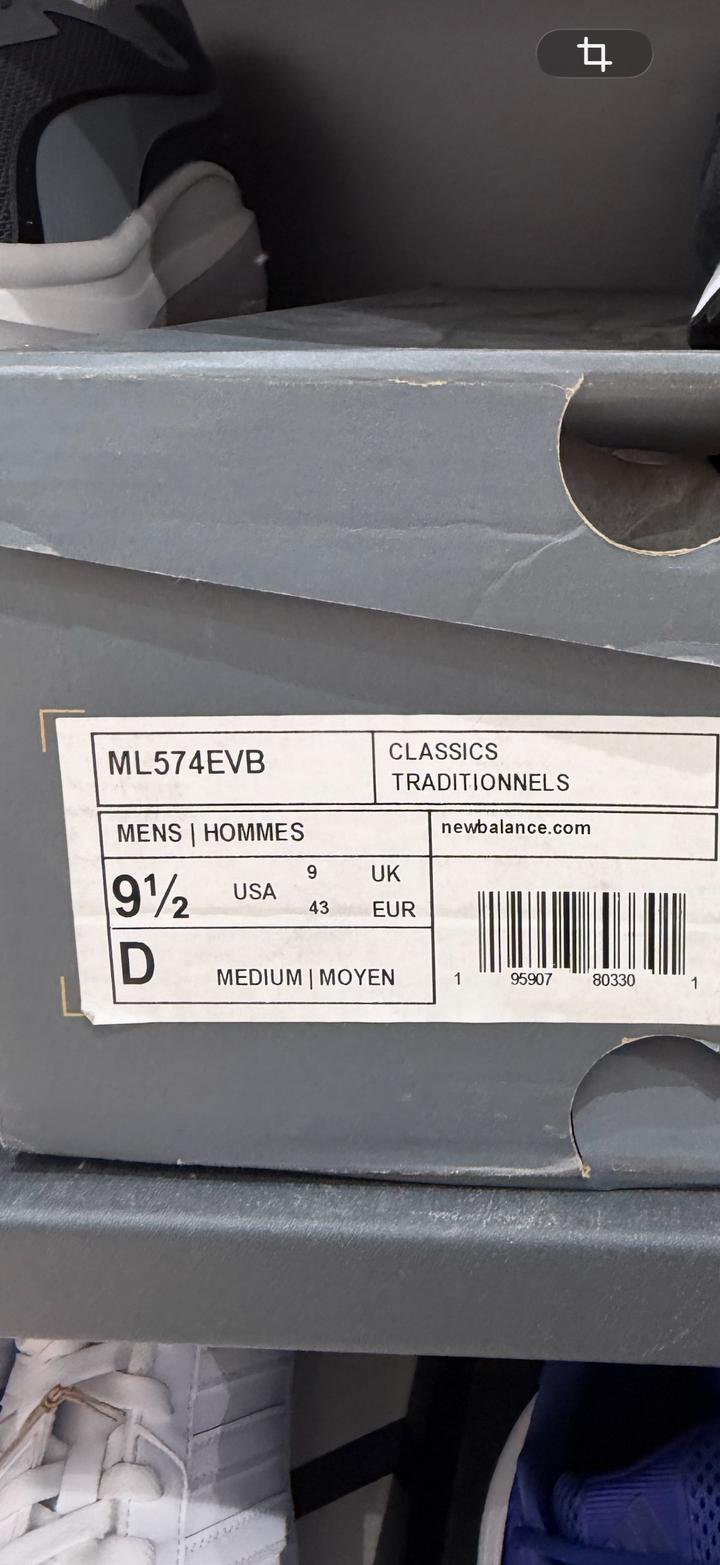 ML574EVB
CLASSICS
TRADITIONNELS
MENS | HOMMES
newbalance.com
9½ USA 9 UK
43 EUR
D MEDIUM | MOYEN
1 95907 80330 1